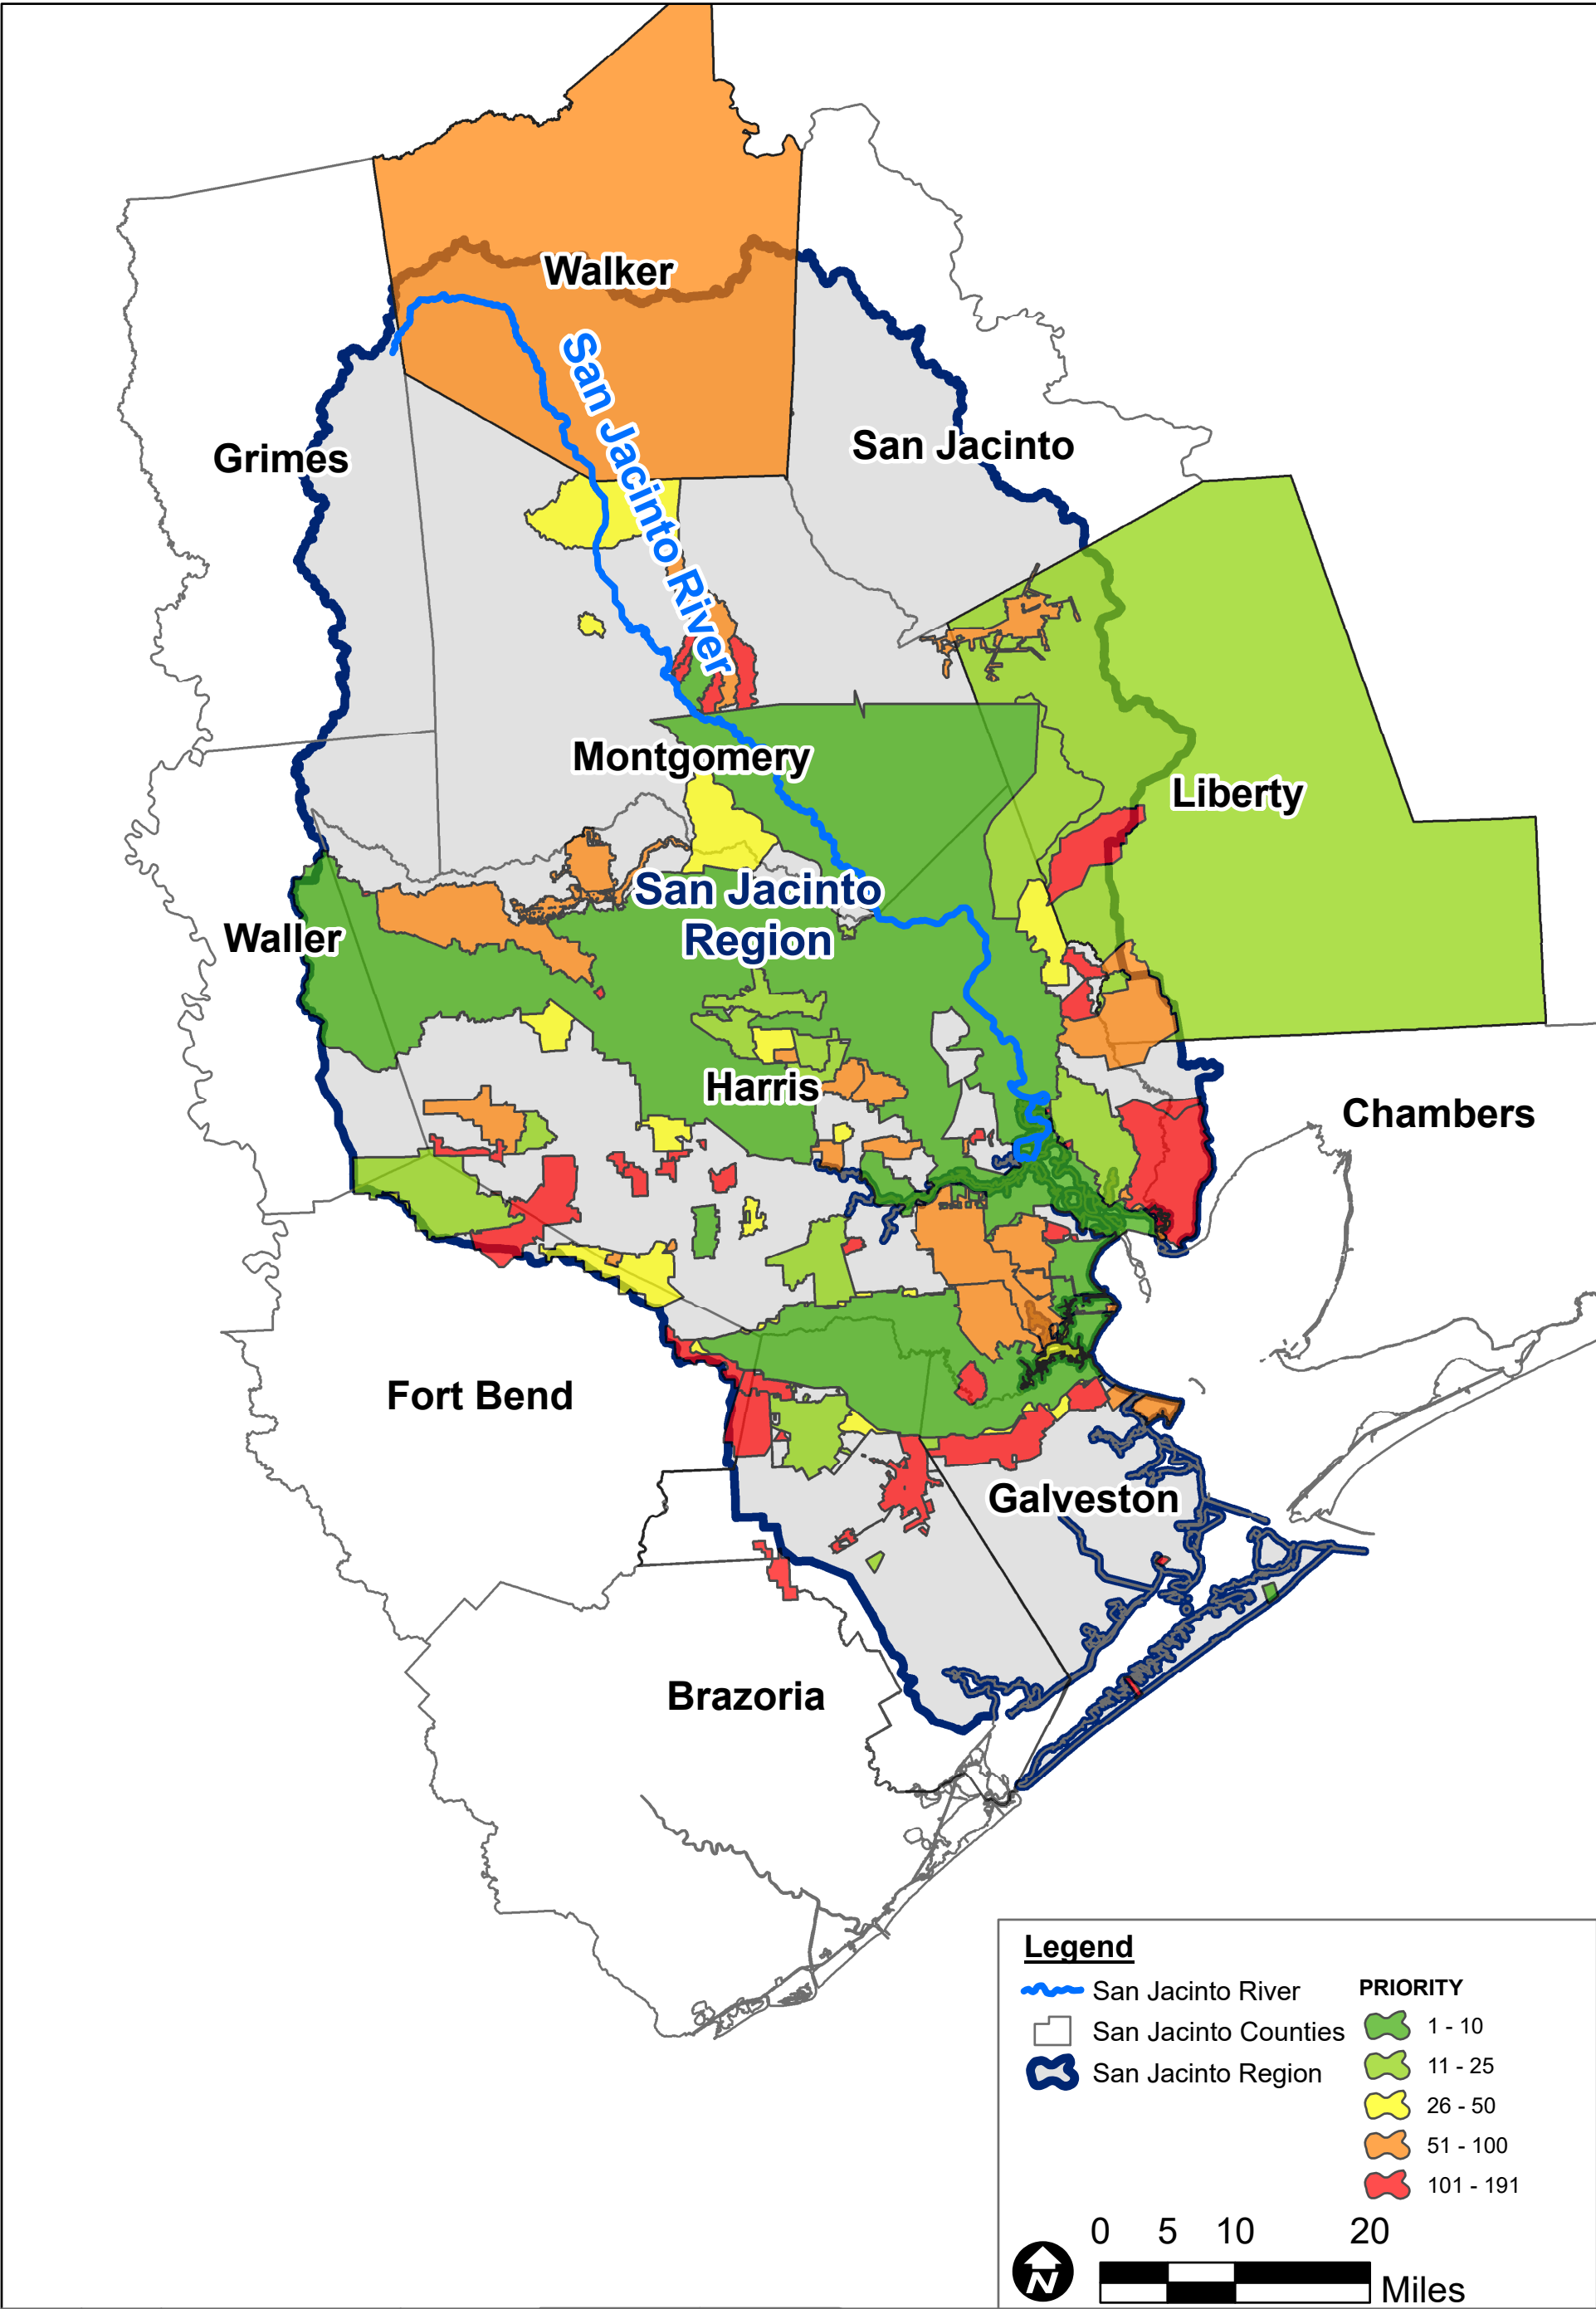 Walker
San Jacinto River
Grimes
San Jacinto
Montgomery
Liberty
San Jacinto
Region
Waller
Harris
Chambers
Fort Bend
Galveston
Brazoria
Legend
San Jacinto River
San Jacinto Counties
San Jacinto Region
PRIORITY
1 - 10
11 - 25
26 - 50
51 - 100
101 - 191
0 5 10 20
Miles
N